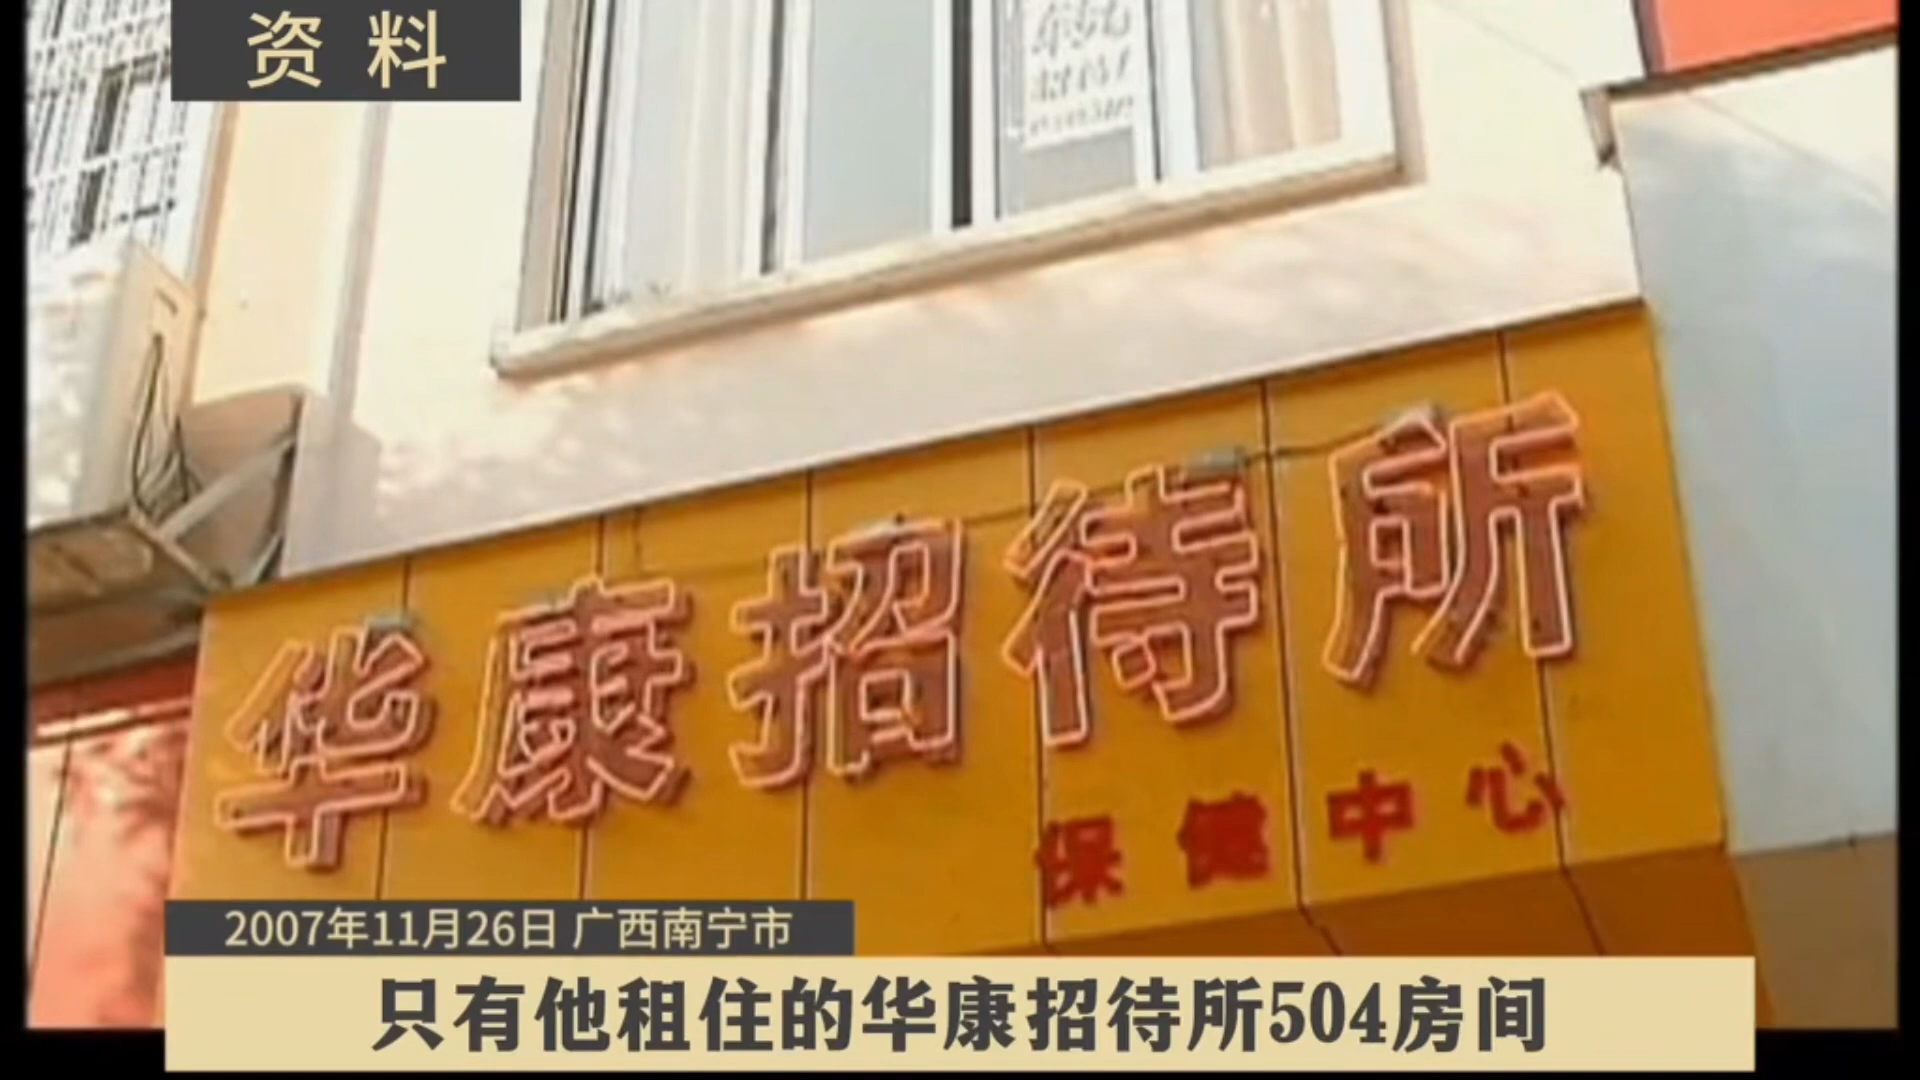 资料
华康招待所
保健中心
2007年11月26日 广西南宁市
只有他租住的华康招待所504房间